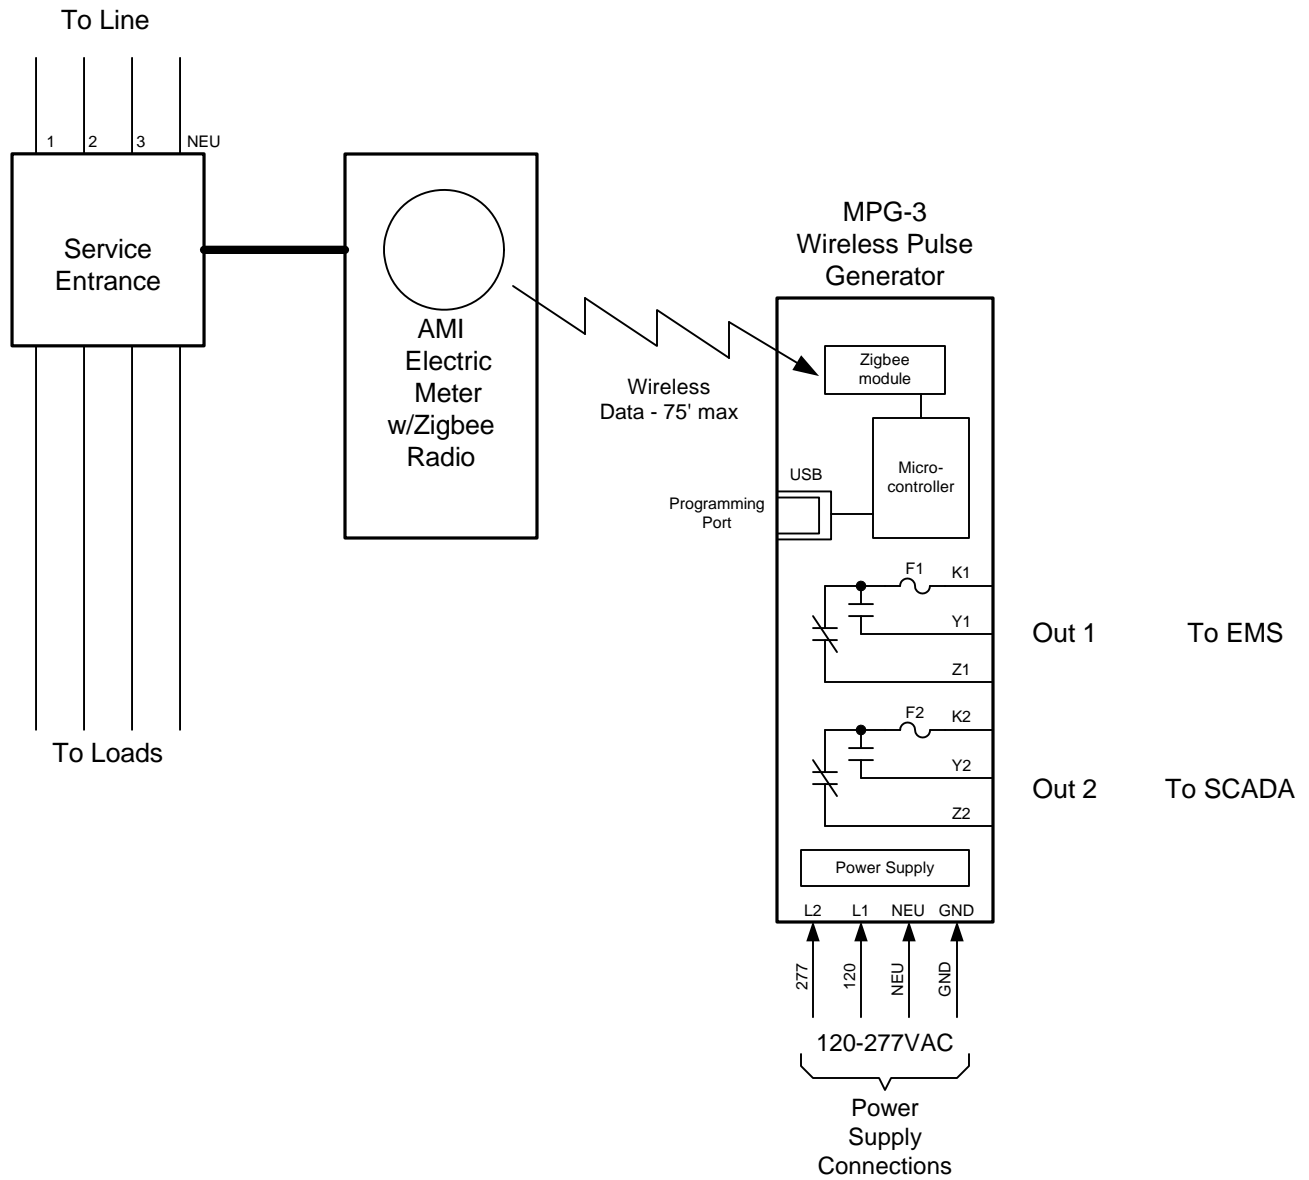 To Line
1
2
3
NEU
Service
Entrance
To Loads
AMI
Electric
Meter
w/Zigbee
Radio
Wireless
Data - 75' max
MPG-3
Wireless Pulse
Generator
Zigbee
module
Micro-
controller
USB
Programming
Port
F1
K1
Y1
Z1
Out 1
To EMS
F2
K2
Y2
Z2
Out 2
To SCADA
Power Supply
L2
L1
NEU
GND
277
120
NEU
GND
120-277VAC
Power
Supply
Connections